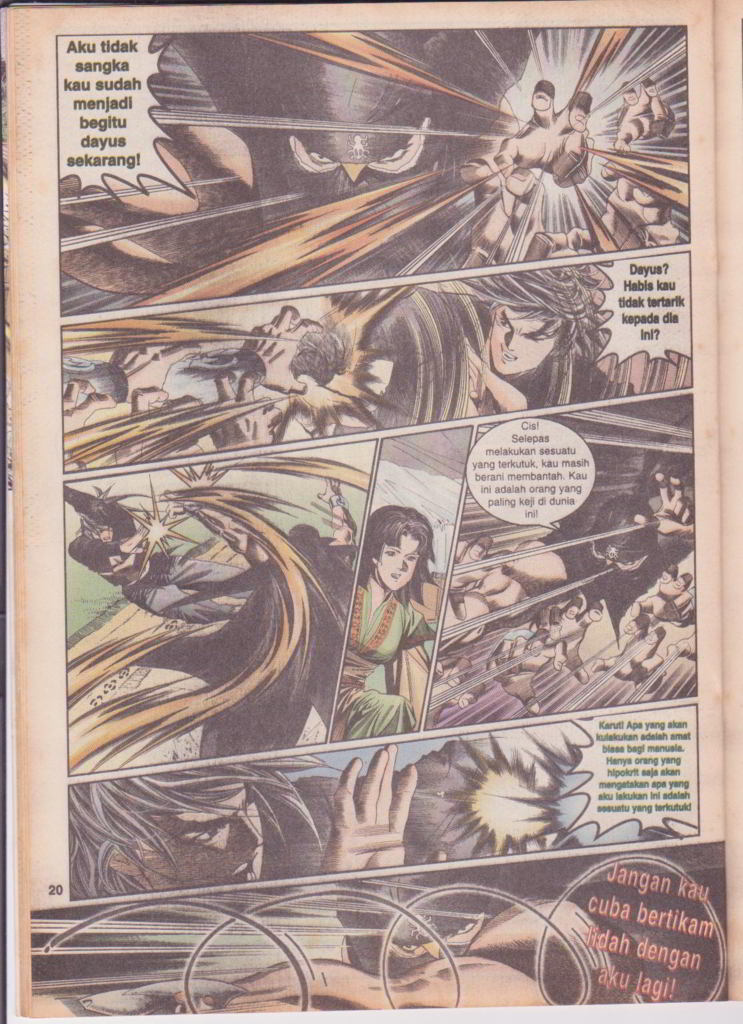 Aku tidak
sangka
kau sudah
menjadi
begitu
dayus
sekarang!
Dayus?
Habis kau
tidak tertarik
kepada dia
ini?
Cis!
Selepas
melakukan sesuatu
yang terkutuk, kau masih
berani membantah. Kau
ini adalah orang yang
paling keji di dunia
ini!
Karut! Apa yang akan
kulakukan adalah amat
biasa bagi manusia.
Hanya orang yang
hipokrit saja akan
mengatakan apa yang
aku lakukan ini adalah
sesuatu yang terkutuk!
20
Jangan kau
cuba bertikam
lidah dengan
aku lagi!